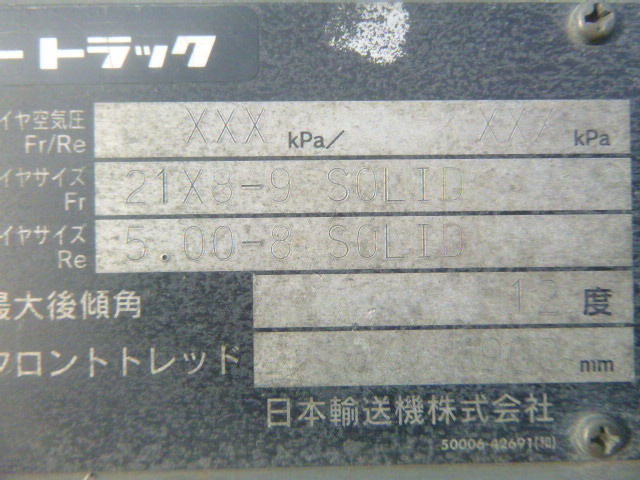 ートラック
イヤ空気圧 XXX kPa/ XXX kPa
Fr/Re
イヤサイズ 21X8-9 SOLID
Fr
イヤサイズ 5.00-8 SOLID
Re
最大後傾角 12 度
フロントトレッド mm
日本輸送機株式会社
50006-42691(和)